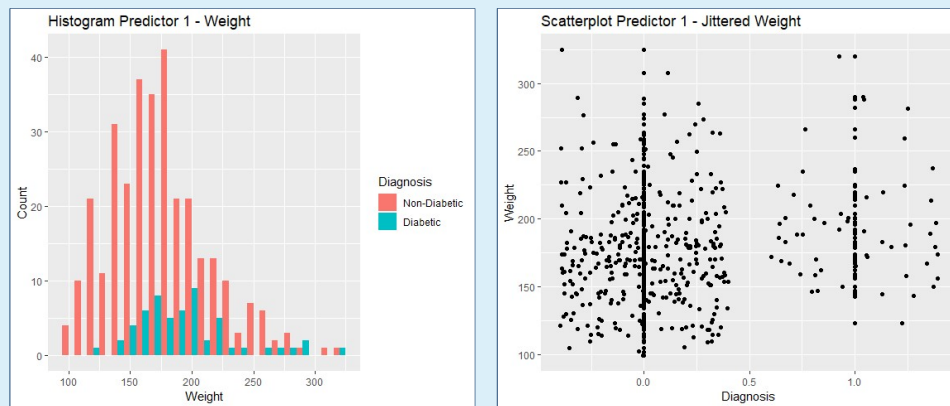 Histogram Predictor 1 - Weight
40
30
20
10
0
Count
100 150 200 250 300
Weight
Diagnosis
Non-Diabetic
Diabetic
Scatterplot Predictor 1 - Jittered Weight
300
250
200
150
100
Weight
0.0 0.5 1.0
Diagnosis